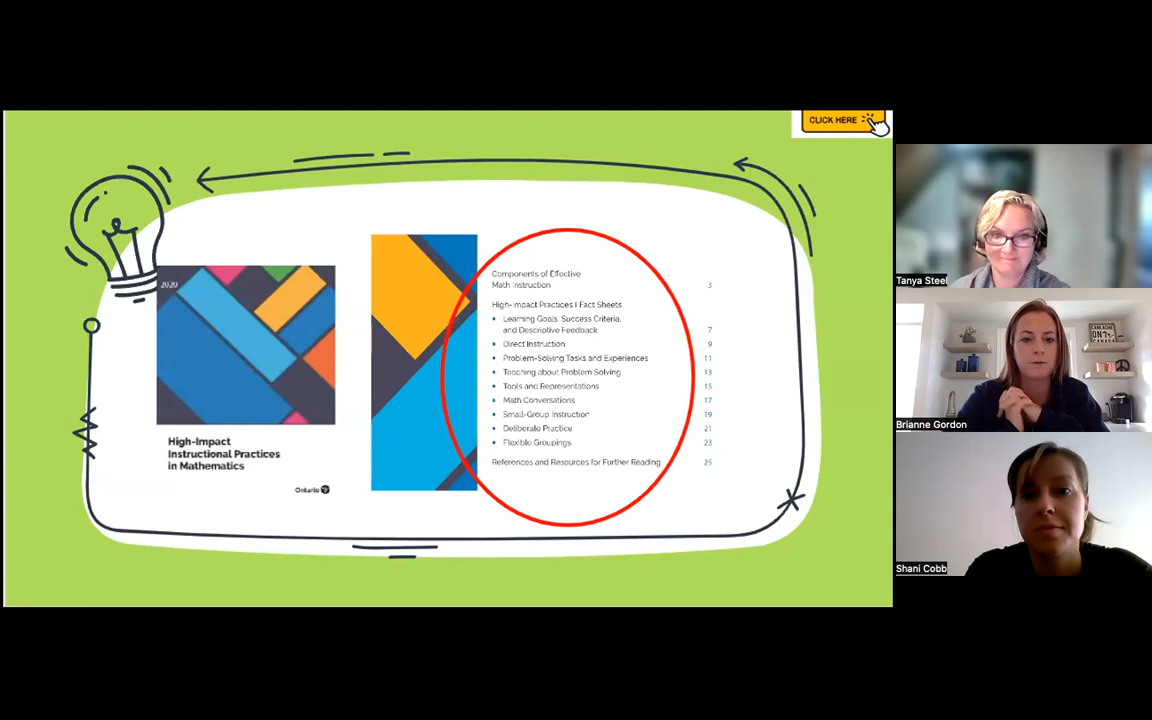 CLICK HERE
2020
High-Impact
Instructional Practices
in Mathematics
Ontario
Components of Effective
Math Instruction 3
High-Impact Practices | Fact Sheets
• Learning Goals, Success Criteria,
and Descriptive Feedback 7
• Direct Instruction 9
• Problem-Solving Tasks and Experiences 11
• Teaching about Problem Solving 13
• Tools and Representations 15
• Math Conversations 17
• Small-Group Instruction 19
• Deliberate Practice 21
• Flexible Groupings 23
References and Resources for Further Reading 25
Tanya Steel
CANLACHE
ON
CANADA
Brianne Gordon
Shani Cobb